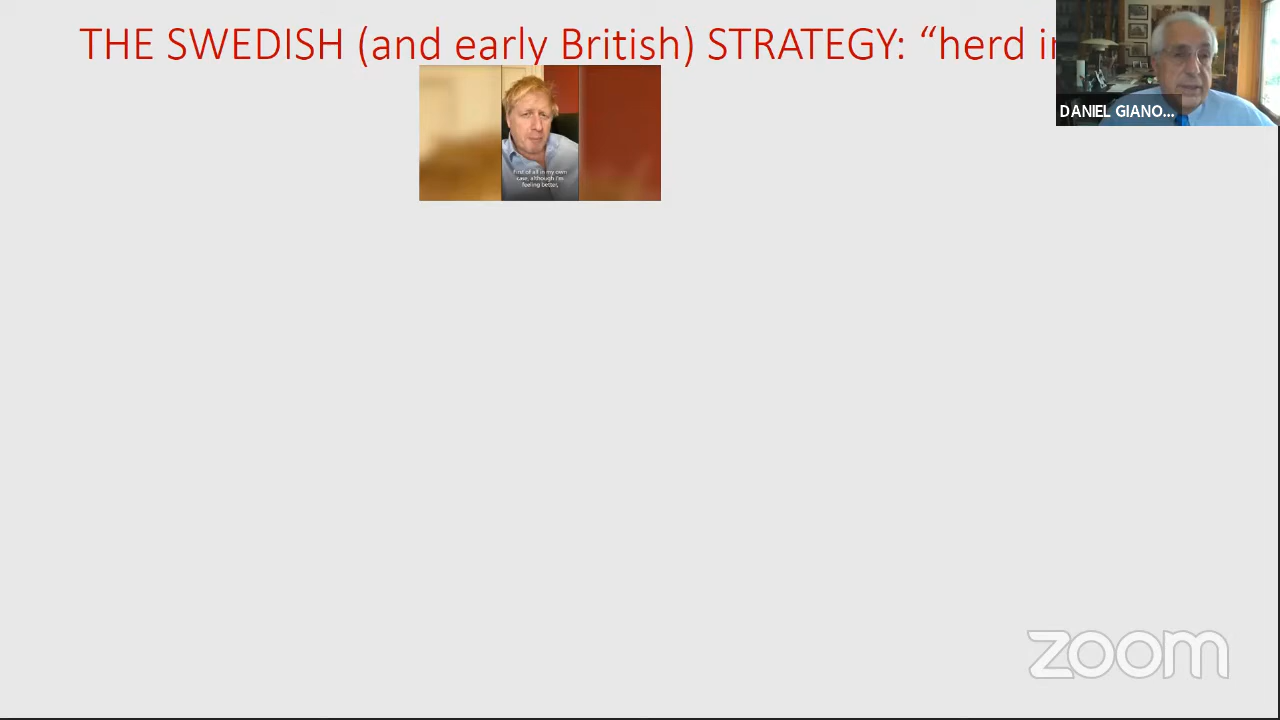 THE SWEDISH (and early British) STRATEGY: “herd i
DANIEL GIANO...
First of all in my own
case, although I'm
feeling better,
zoom